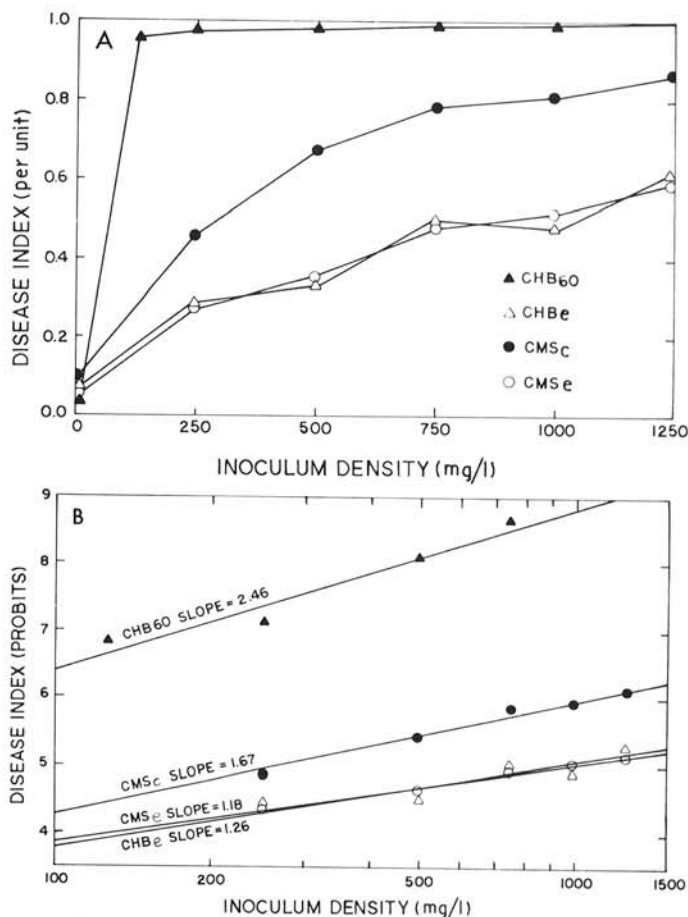 A
DISEASE INDEX (per unit)
1.0
0.8
0.6
0.4
0.2
0.0
CHB60
CHBe
CMSc
CMSe
0 250 500 750 1000 1250
INOCULUM DENSITY (mg/l)
B
DISEASE INDEX (PROBITS)
9
8
7
6
5
4
CHB60 SLOPE = 2.46
CMSc SLOPE = 1.67
CMSe SLOPE = 1.18
CHBe SLOPE = 1.26
100 200 500 1000 1500
INOCULUM DENSITY (mg/l)